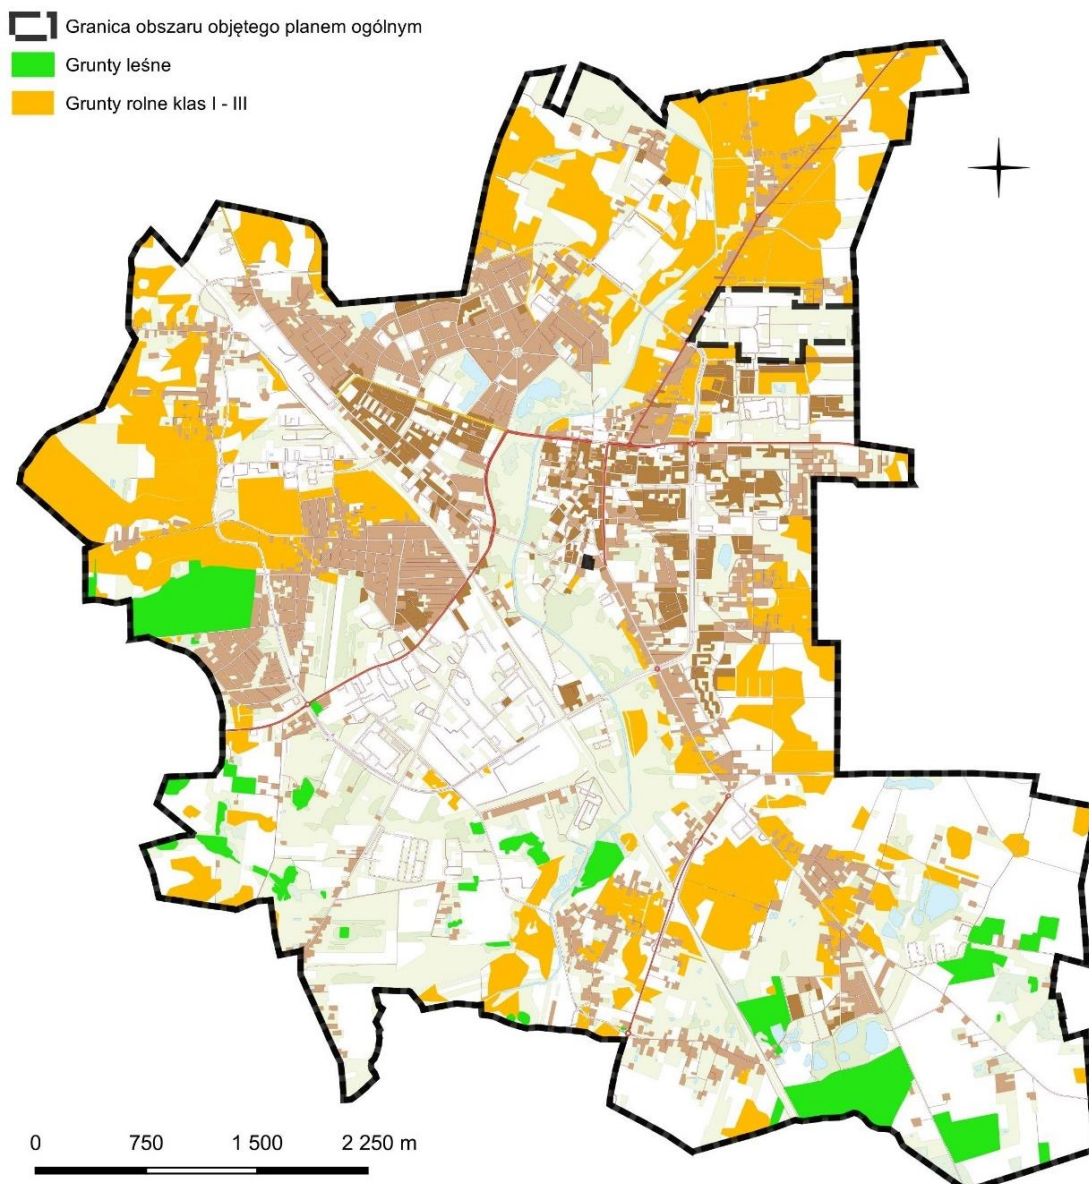 Granica obszaru objętego planem ogólnym
Grunty leśne
Grunty rolne klas I - III
0 750 1 500 2 250 m